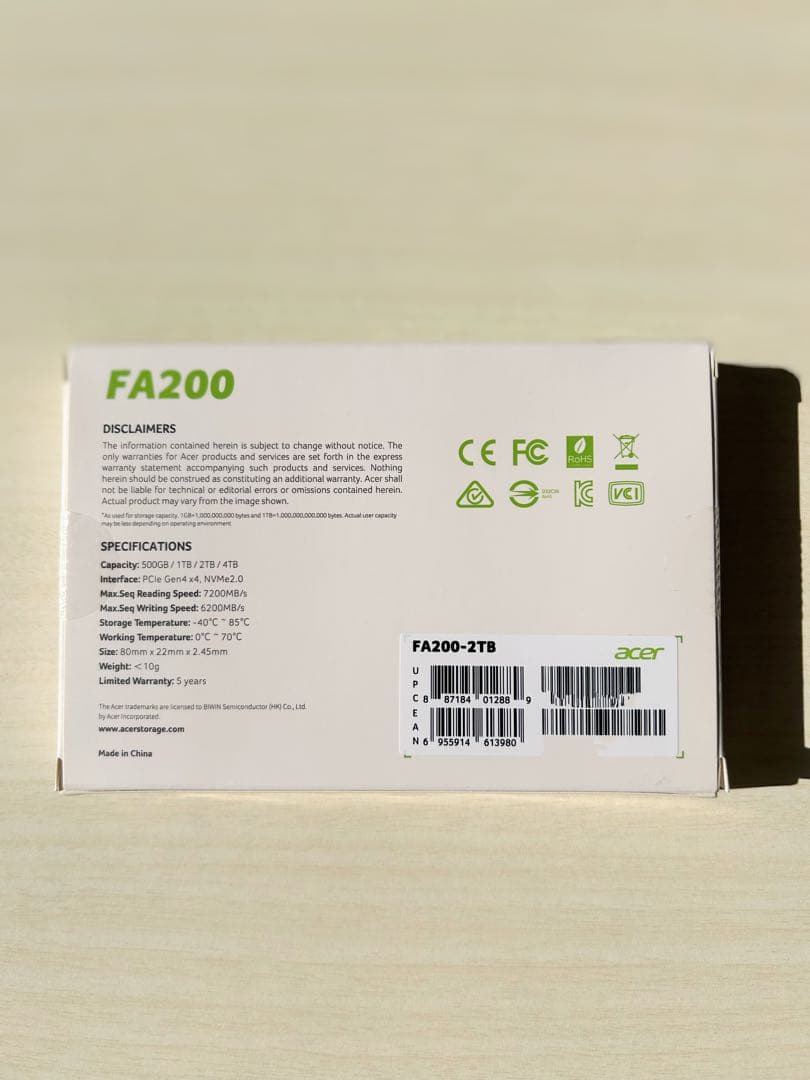 FA200
DISCLAIMERS
The information contained herein is subject to change without notice. The
only warranties for Acer products and services are set forth in the express
warranty statement accompanying such products and services. Nothing
herein should be construed as constituting an additional warranty. Acer shall
not be liable for technical or editorial errors or omissions contained herein.
Actual product may vary from the image shown.
*As used for storage capacity, 1GB=1,000,000,000 bytes and 1TB=1,000,000,000,000 bytes. Actual user capacity
may be less depending on operating environment
CE FC RoHS
VCI
SPECIFICATIONS
Capacity: 500GB / 1TB / 2TB / 4TB
Interface: PCIe Gen4 x4, NVMe2.0
Max.Seq Reading Speed: 7200MB/s
Max.Seq Writing Speed: 6200MB/s
Storage Temperature: -40°C ~ 85°C
Working Temperature: 0°C ~ 70°C
Size: 80mm x 22mm x 2.45mm
Weight: <10g
Limited Warranty: 5 years
The Acer trademarks are licensed to BIWIN Semiconductor (HK) Co., Ltd.
by Acer Incorporated.
www.acerstorage.com
Made in China
FA200-2TB acer
UPC 8 87184 01288 9
EAN 6 955914 613980